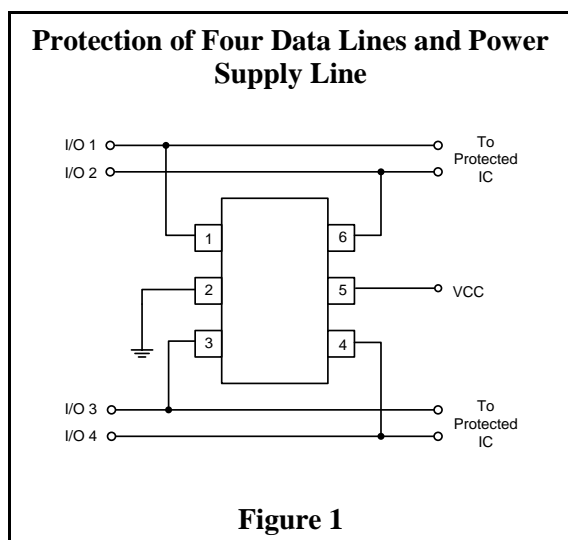 Protection of Four Data Lines and Power
Supply Line
I/O 1
To
Protected
IC
I/O 2
1
6
2
5
VCC
3
4
I/O 3
To
Protected
IC
I/O 4
Figure 1